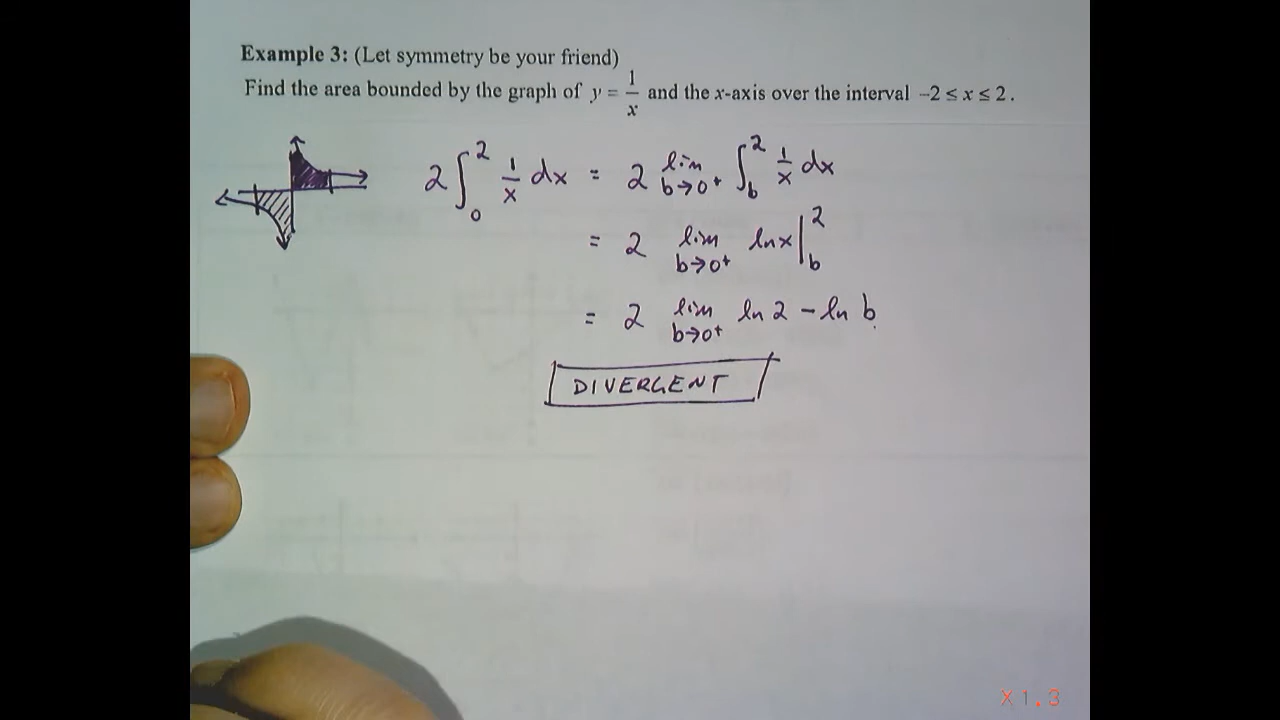 Example 3: (Let symmetry be your friend)
Find the area bounded by the graph of y = 1/x and the x-axis over the interval −2 ≤ x ≤ 2.
2 ∫₀² 1/x dx = 2 lim b→0⁺ ∫_b² 1/x dx
= 2 lim b→0⁺ ln x |_b²
= 2 lim b→0⁺ ln 2 − ln b
DIVERGENT
X1.3